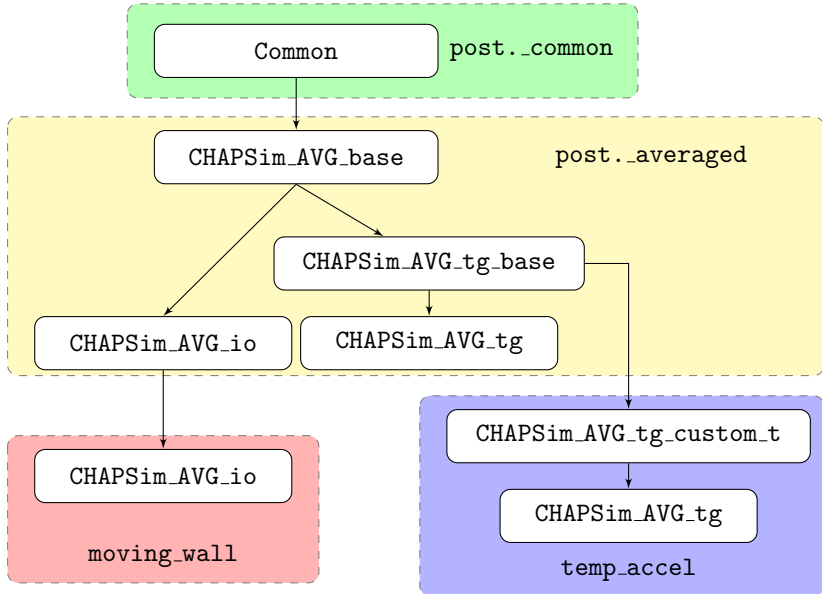 Common
post._common
CHAPSim_AVG_base
post._averaged
CHAPSim_AVG_tg_base
CHAPSim_AVG_io
CHAPSim_AVG_tg
CHAPSim_AVG_tg_custom_t
CHAPSim_AVG_io
CHAPSim_AVG_tg
moving_wall
temp_accel